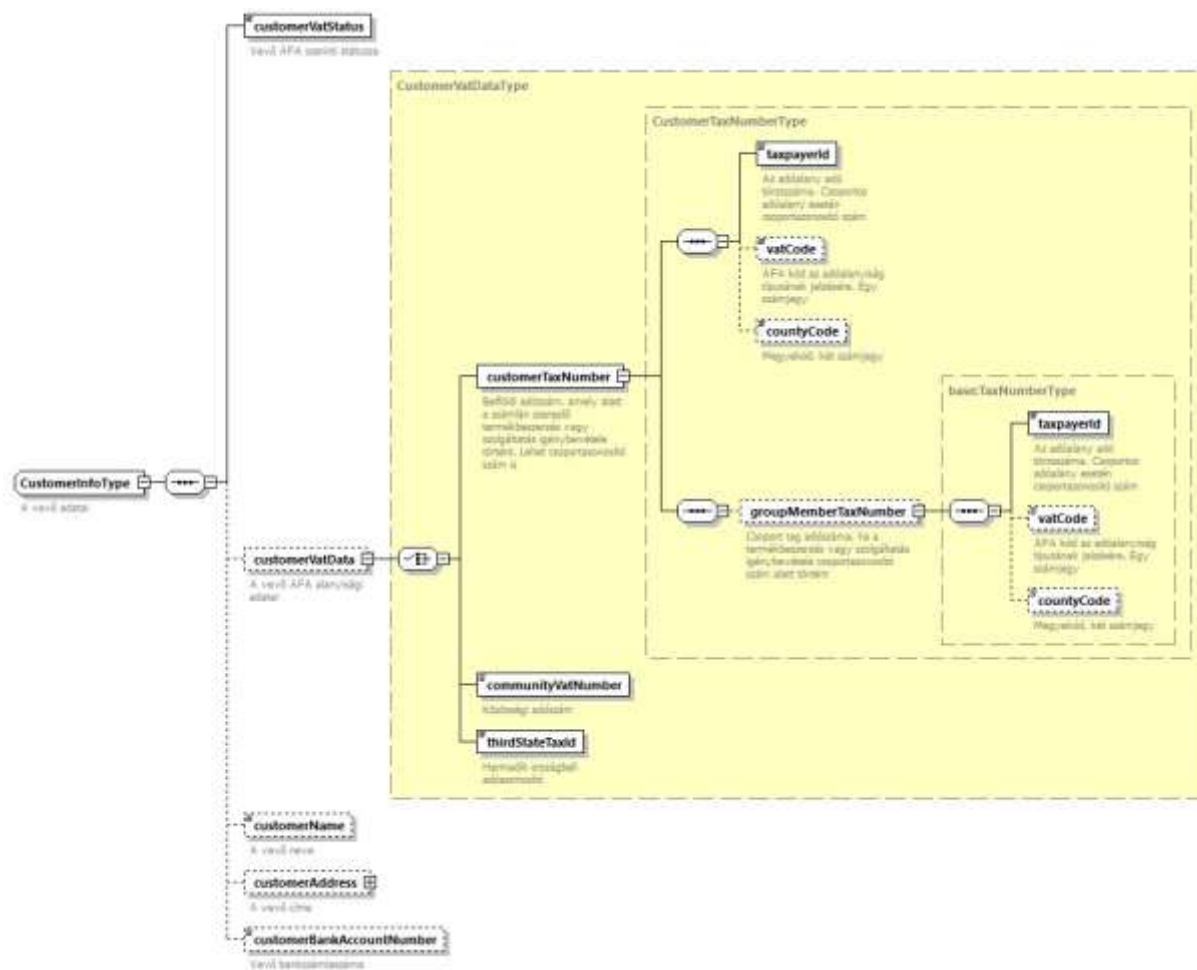 customerVatStatus
Vevő ÁFA szerinti státusza
CustomerVatDataType
CustomerTaxNumberType
taxpayerId
Az adóalany adó
törzsszáma. Csoportos
adóalany esetén
csoportazonosító szám
vatCode
ÁFA kód az adóalanyiság
típusának jelzésére. Egy
számjegy
countyCode
Megyekód, két számjegy
customerTaxNumber
Belföldi adószám, amely alatt
a számlán szereplő
termékbeszerzés vagy
szolgáltatás igénybevétele
történt. Lehet csoportazonosító
szám is
basicTaxNumberType
taxpayerId
Az adóalany adó
törzsszáma. Csoportos
adóalany esetén
csoportazonosító szám
CustomerInfoType
A vevő adatai
groupMemberTaxNumber
Csoport tag adószáma, ha a
termékbeszerzés vagy szolgáltatás
igénybevétele csoportazonosító
szám alatt történt
vatCode
ÁFA kód az adóalanyiság
típusának jelzésére. Egy
számjegy
countyCode
Megyekód, két számjegy
customerVatData
A vevő ÁFA alanyisági
adatai
communityVatNumber
Közösségi adószám
thirdStateTaxId
Harmadik országbeli
adóazonosító
customerName
A vevő neve
customerAddress
A vevő címe
customerBankAccountNumber
Vevő bankszámlaszáma